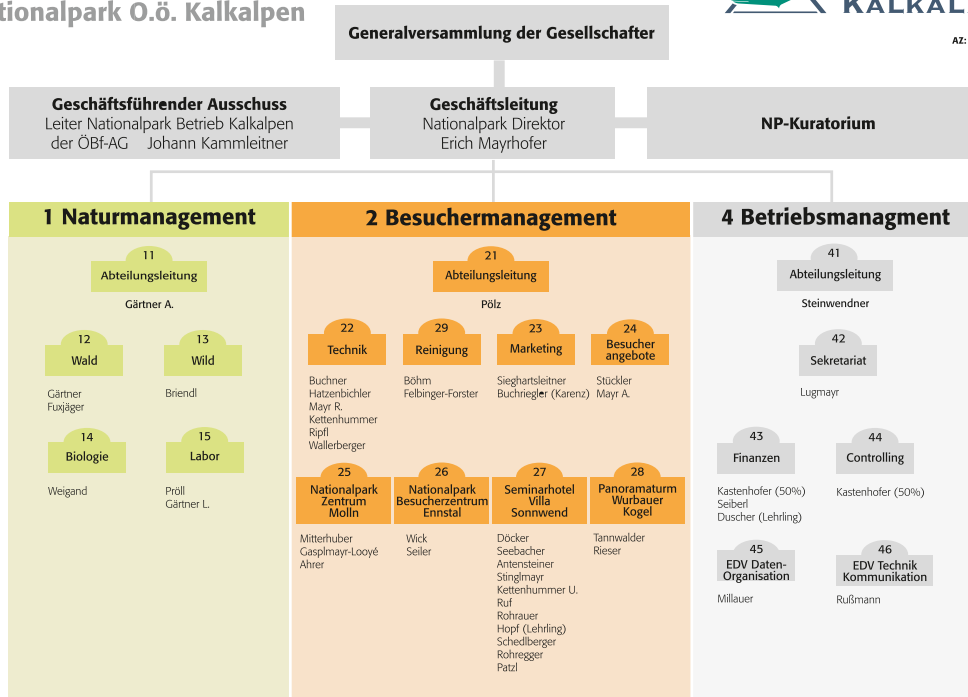 tionalpark O.ö. Kalkalpen
KALKAL
AZ:
Generalversammlung der Gesellschafter
Geschäftsführender Ausschuss
Leiter Nationalpark Betrieb Kalkalpen
der ÖBf-AG Johann Kammleitner
Geschäftsleitung
Nationalpark Direktor
Erich Mayrhofer
NP-Kuratorium
1 Naturmanagement
11
Abteilungsleitung
Gärtner A.
12
Wald
Gärtner
Fuxjäger
13
Wild
Briendl
14
Biologie
Weigand
15
Labor
Pröll
Gärtner L.
2 Besuchermanagement
21
Abteilungsleitung
Pölz
22
Technik
Buchner
Hatzenbichler
Mayr R.
Kettenhummer
Ripfl
Wallerberger
29
Reinigung
Böhm
Felbinger-Forster
23
Marketing
Sieghartsleitner
Buchriegler (Karenz)
24
Besucher
angebote
Stückler
Mayr A.
25
Nationalpark
Zentrum
Molln
Mitterhuber
Gasplmayr-Looyé
Ahrer
26
Nationalpark
Besucherzentrum
Ennstal
Wick
Seiler
27
Seminarhotel
Villa
Sonnwend
Döcker
Seebacher
Antensteiner
Stinglmayr
Kettenhummer U.
Ruf
Rohrauer
Hopf (Lehrling)
Schedlberger
Rohregger
Patzl
28
Panoramaturm
Wurbauer
Kogel
Tannwalder
Rieser
4 Betriebsmanagment
41
Abteilungsleitung
Steinwendner
42
Sekretariat
Lugmayr
43
Finanzen
Kastenhofer (50%)
Seiberl
Duscher (Lehrling)
44
Controlling
Kastenhofer (50%)
45
EDV Daten-
Organisation
Millauer
46
EDV Technik
Kommunikation
Rußmann